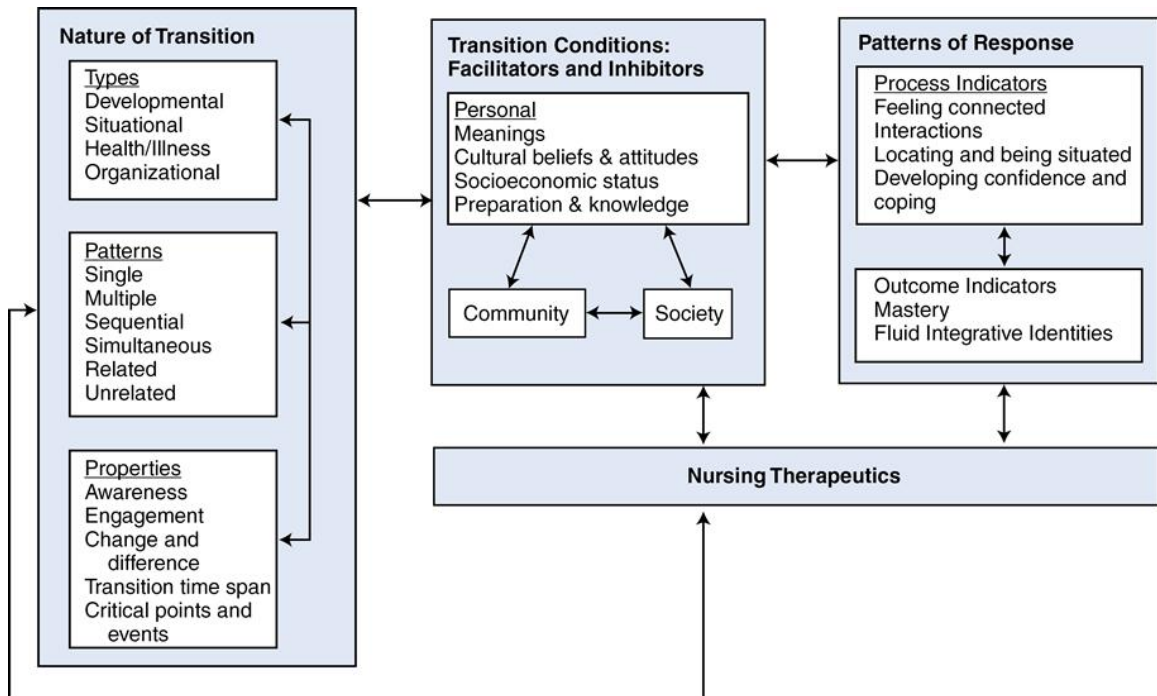 Nature of Transition
Types
Developmental
Situational
Health/Illness
Organizational
Patterns
Single
Multiple
Sequential
Simultaneous
Related
Unrelated
Properties
Awareness
Engagement
Change and
difference
Transition time span
Critical points and
events
Transition Conditions:
Facilitators and Inhibitors
Personal
Meanings
Cultural beliefs & attitudes
Socioeconomic status
Preparation & knowledge
Community
Society
Patterns of Response
Process Indicators
Feeling connected
Interactions
Locating and being situated
Developing confidence and
coping
Outcome Indicators
Mastery
Fluid Integrative Identities
Nursing Therapeutics